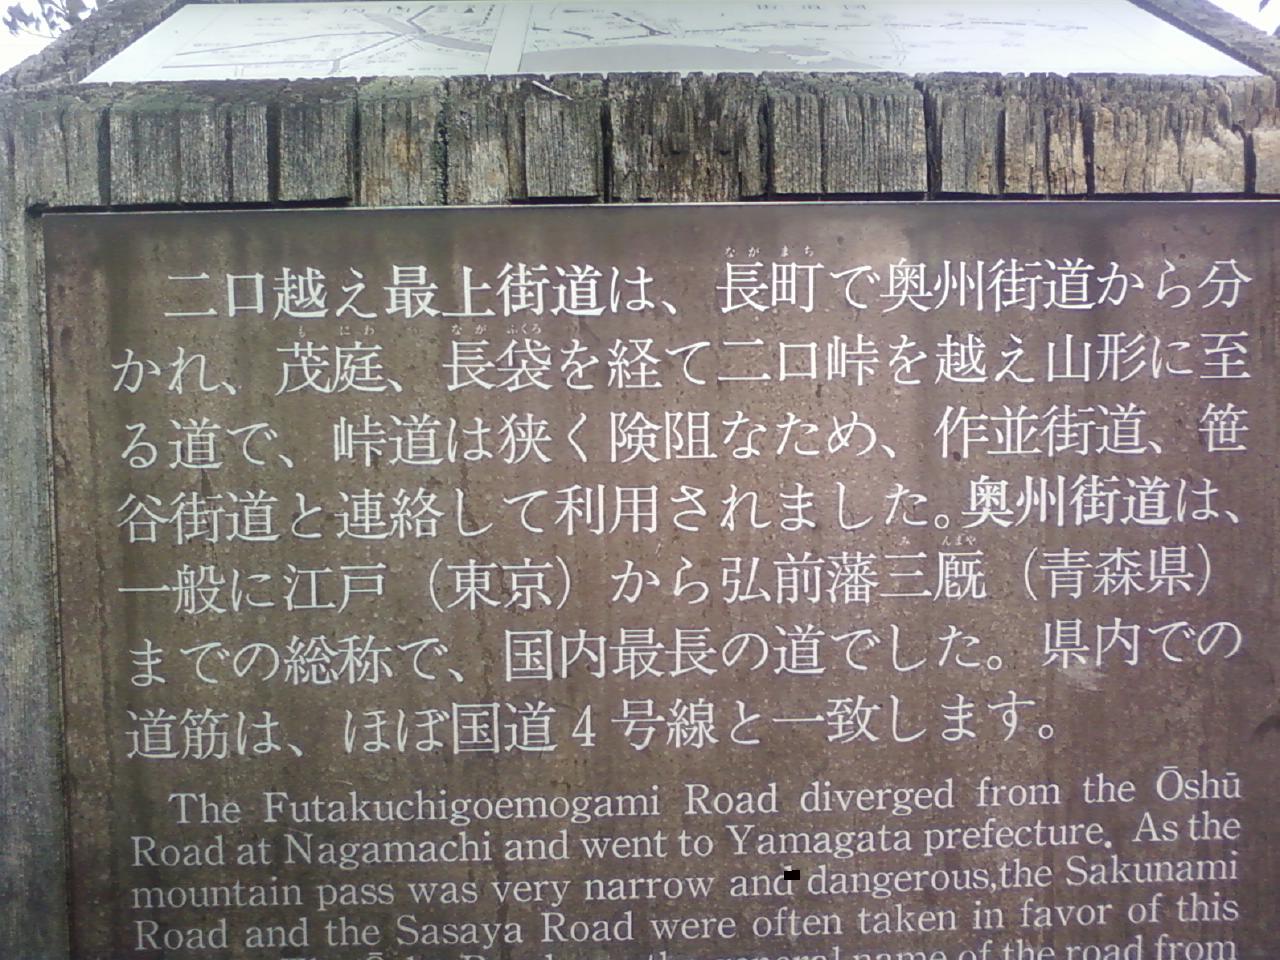 二口越え最上街道は、長町で奥州街道から分
かれ、茂庭、長袋を経て二口峠を越え山形に至
る道で、峠道は狭く険阻なため、作並街道、笹
谷街道と連絡して利用されました。奥州街道は、
一般に江戸（東京）から弘前藩三厩（青森県）
までの総称で、国内最長の道でした。県内での
道筋は、ほぼ国道4号線と一致します。
The Futakuchigoemogami Road diverged from the Ōshū
Road at Nagamachi and went to Yamagata prefecture. As the
mountain pass was very narrow and dangerous,the Sakunami
Road and the Sasaya Road were often taken in favor of this
general name of the road from